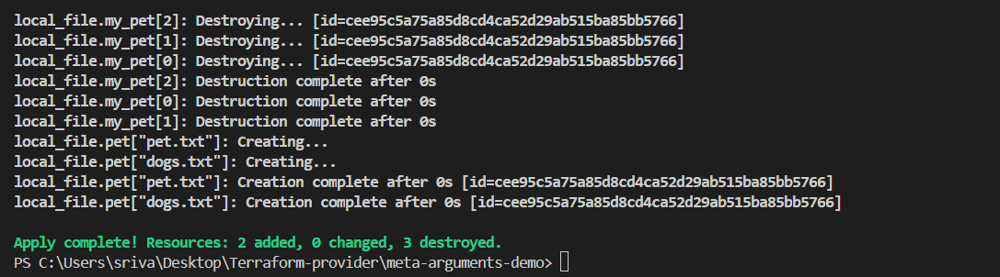 local_file.my_pet[2]: Destroying... [id=cee95c5a75a85d8cd4ca52d29ab515ba85bb5766]
local_file.my_pet[1]: Destroying... [id=cee95c5a75a85d8cd4ca52d29ab515ba85bb5766]
local_file.my_pet[0]: Destroying... [id=cee95c5a75a85d8cd4ca52d29ab515ba85bb5766]
local_file.my_pet[2]: Destruction complete after 0s
local_file.my_pet[0]: Destruction complete after 0s
local_file.my_pet[1]: Destruction complete after 0s
local_file.pet["pet.txt"]: Creating...
local_file.pet["dogs.txt"]: Creating...
local_file.pet["pet.txt"]: Creation complete after 0s [id=cee95c5a75a85d8cd4ca52d29ab515ba85bb5766]
local_file.pet["dogs.txt"]: Creation complete after 0s [id=cee95c5a75a85d8cd4ca52d29ab515ba85bb5766]
Apply complete! Resources: 2 added, 0 changed, 3 destroyed.
PS C:\Users\sriva\Desktop\Terraform-provider\meta-arguments-demo>